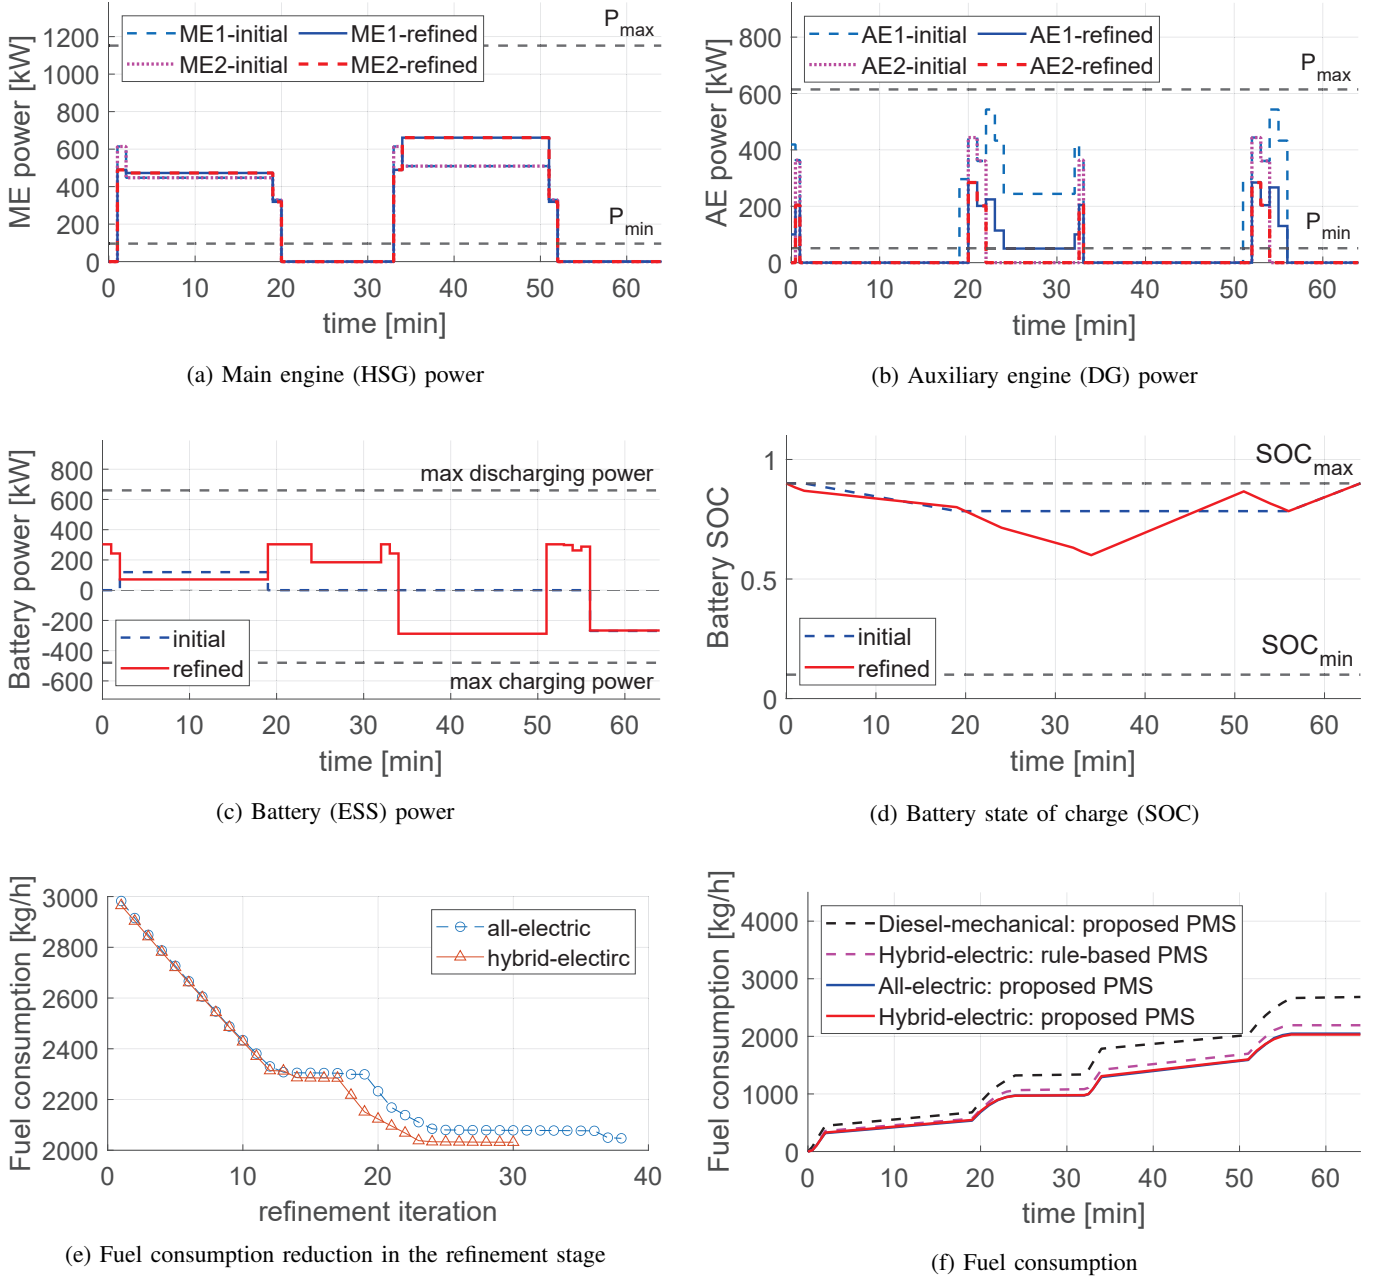 ME power [kW]
1200
1000
800
600
400
200
0
ME1-initial ME1-refined
ME2-initial ME2-refined
Pmax
Pmin
0 10 20 30 40 50 60
time [min]
(a) Main engine (HSG) power
AE power [kW]
800
600
400
200
0
AE1-initial AE1-refined
AE2-initial AE2-refined
Pmax
Pmin
0 10 20 30 40 50 60
time [min]
(b) Auxiliary engine (DG) power
Battery power [kW]
800
600
400
200
0
-200
-400
-600
max discharging power
initial
refined
max charging power
0 10 20 30 40 50 60
time [min]
(c) Battery (ESS) power
Battery SOC
1
0.5
0
SOCmax
SOCmin
initial
refined
0 10 20 30 40 50 60
time [min]
(d) Battery state of charge (SOC)
Fuel consumption [kg/h]
3000
2800
2600
2400
2200
2000
all-electric
hybrid-electirc
0 10 20 30 40
refinement iteration
(e) Fuel consumption reduction in the refinement stage
Fuel consumption [kg/h]
4000
3000
2000
1000
0
Diesel-mechanical: proposed PMS
Hybrid-electric: rule-based PMS
All-electric: proposed PMS
Hybrid-electric: proposed PMS
0 10 20 30 40 50 60
time [min]
(f) Fuel consumption